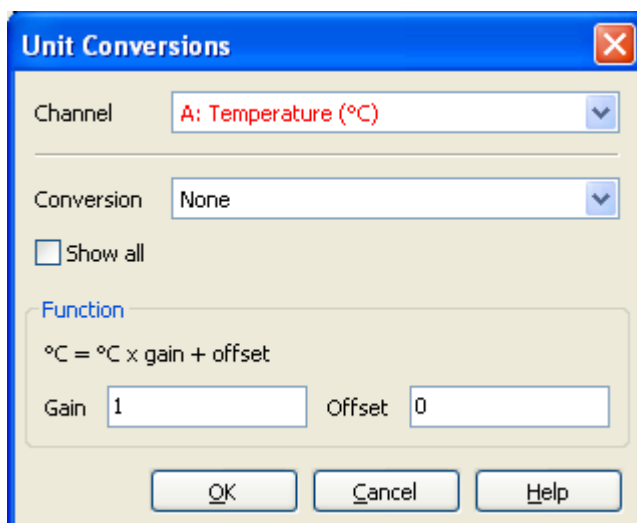 Unit Conversions
Channel A: Temperature (°C)
Conversion None
Show all
Function
°C = °C x gain + offset
Gain 1 Offset 0
OK Cancel Help